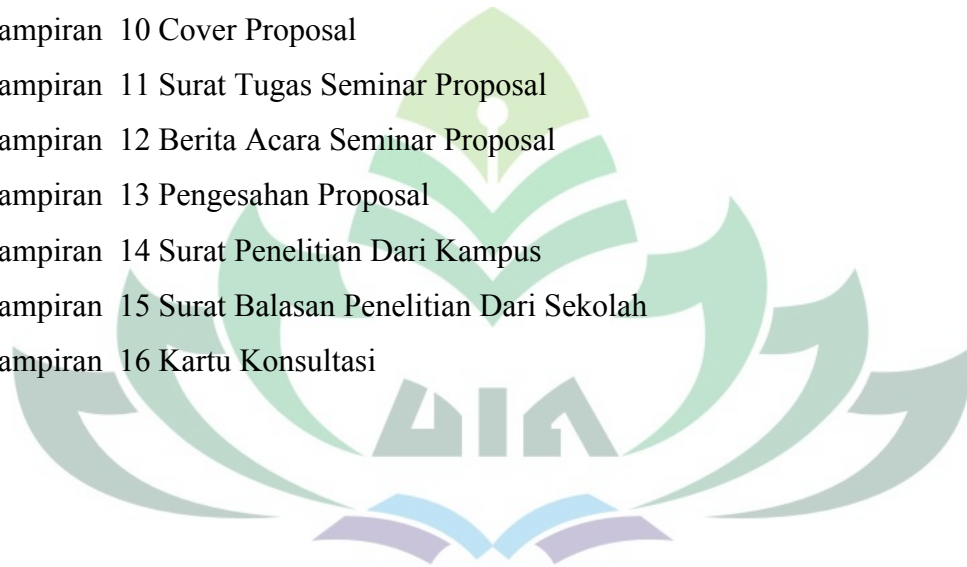 ampiran 10 Cover Proposal
ampiran 11 Surat Tugas Seminar Proposal
ampiran 12 Berita Acara Seminar Proposal
ampiran 13 Pengesahan Proposal
ampiran 14 Surat Penelitian Dari Kampus
ampiran 15 Surat Balasan Penelitian Dari Sekolah
ampiran 16 Kartu Konsultasi
UIN